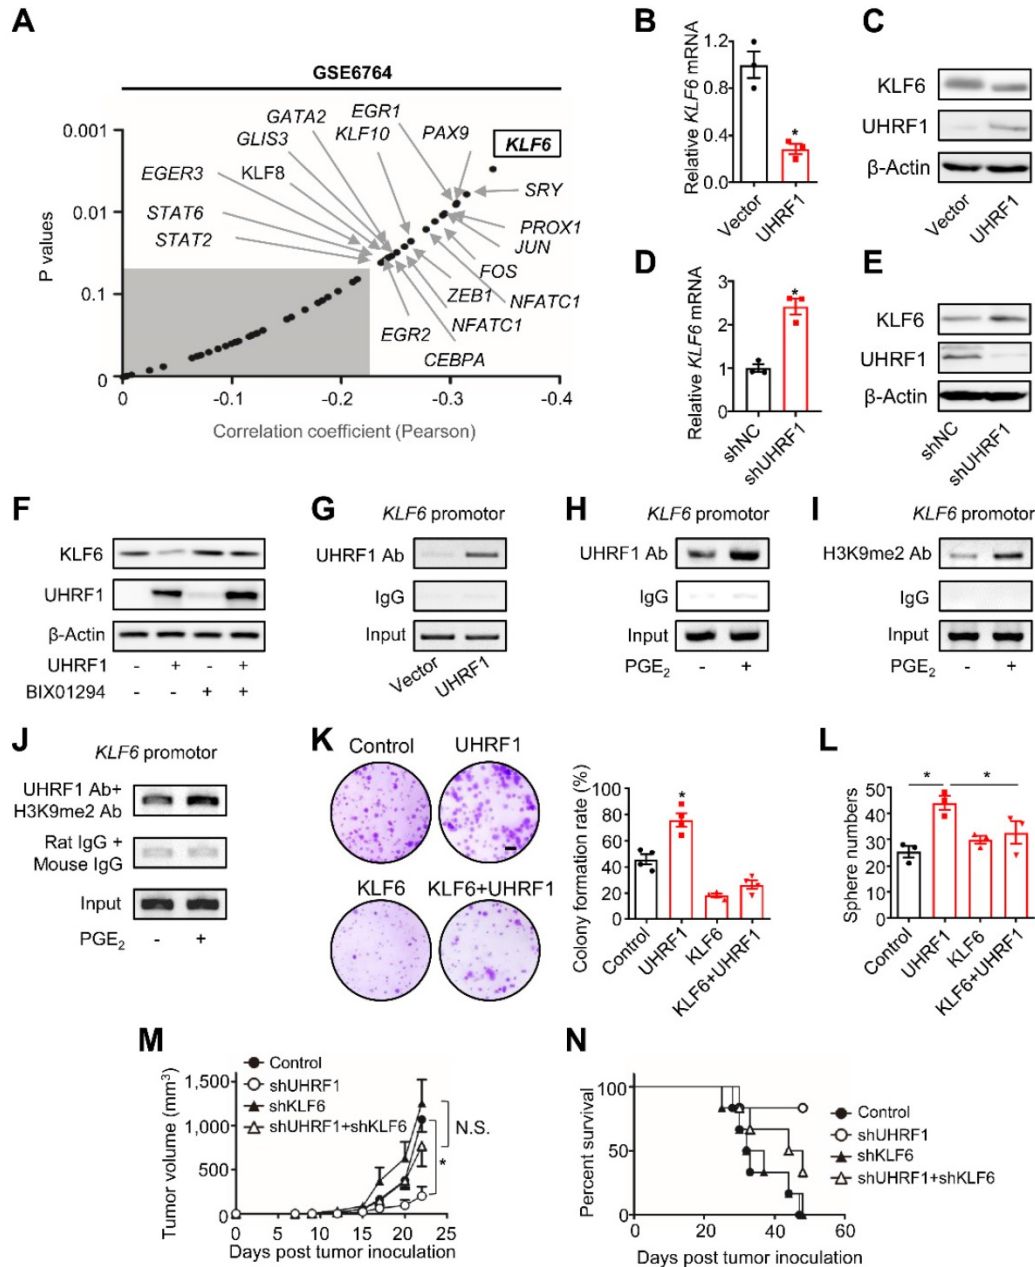 A
GSE6764
P values
0.001
0.01
0.1
0
EGER3
STAT6
STAT2
GLIS3
KLF8
GATA2
EGR1
KLF10
PAX9
KLF6
SRY
PROX1
JUN
FOS
NFATC1
ZEB1
NFATC1
EGR2
CEBPA
0 -0.1 -0.2 -0.3 -0.4
Correlation coefficient (Pearson)
B
Relative KLF6 mRNA
1.2
0.8
0.4
0.0
*
Vector UHRF1
C
KLF6
UHRF1
β-Actin
Vector UHRF1
D
Relative KLF6 mRNA
3
2
1
0
*
shNC shUHRF1
E
KLF6
UHRF1
β-Actin
shNC shUHRF1
F
KLF6
UHRF1
β-Actin
UHRF1 - + - +
BIX01294 - - + +
G
KLF6 promotor
UHRF1 Ab
IgG
Input
Vector UHRF1
H
KLF6 promotor
UHRF1 Ab
IgG
Input
PGE2 - +
I
KLF6 promotor
H3K9me2 Ab
IgG
Input
PGE2 - +
J
KLF6 promotor
UHRF1 Ab+
H3K9me2 Ab
Rat IgG +
Mouse IgG
Input
PGE2 - +
K
Control UHRF1
KLF6 KLF6+UHRF1
Colony formation rate (%)
100
80
60
40
20
0
*
Control UHRF1 KLF6 KLF6+UHRF1
L
Sphere numbers
50
40
30
20
10
0
* *
Control UHRF1 KLF6 KLF6+UHRF1
M
Tumor volume (mm3)
1,500
1,000
500
0
Control
shUHRF1
shKLF6
shUHRF1+shKLF6
N.S.
*
0 5 10 15 20 25
Days post tumor inoculation
N
Percent survival
100
50
0
Control
shUHRF1
shKLF6
shUHRF1+shKLF6
0 20 40 60
Days post tumor inoculation